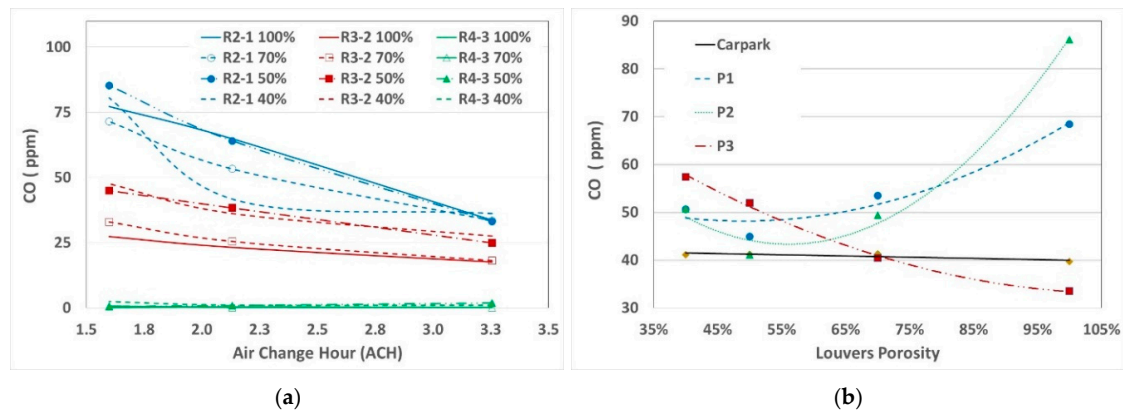 100
75
50
25
0
CO ( ppm)
R2-1 100%
R3-2 100%
R4-3 100%
R2-1 70%
R3-2 70%
R4-3 70%
R2-1 50%
R3-2 50%
R4-3 50%
R2-1 40%
R3-2 40%
R4-3 40%
1.5 1.8 2.0 2.3 2.5 2.8 3.0 3.3 3.5
Air Change Hour (ACH)
(a)
90
80
70
60
50
40
30
CO ( ppm)
Carpark
P1
P2
P3
35% 45% 55% 65% 75% 85% 95% 105%
Louvers Porosity
(b)